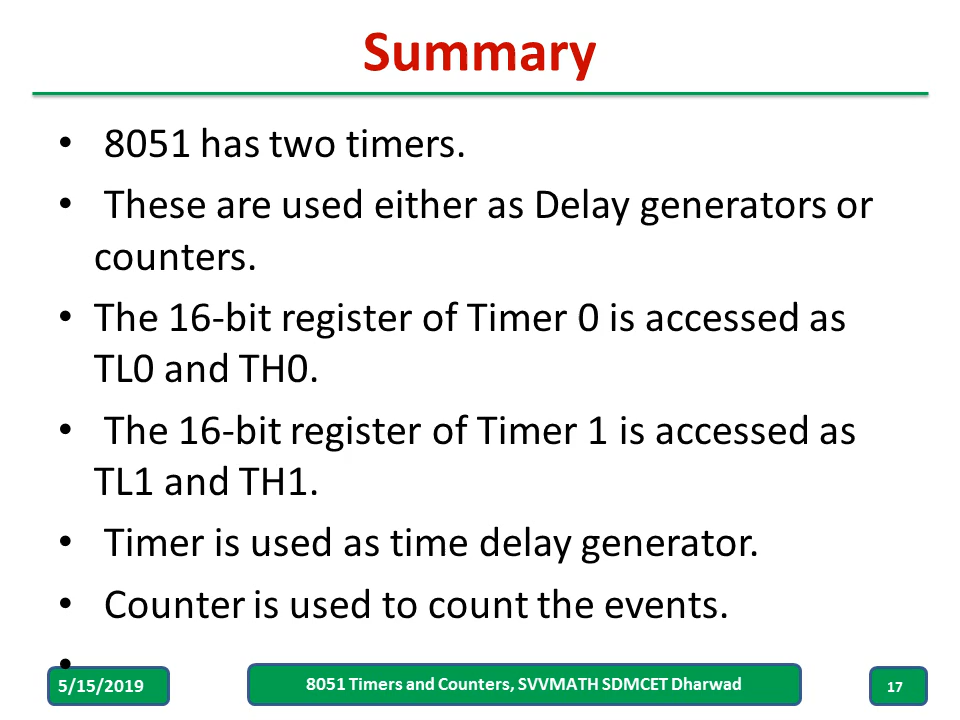 Summary
• 8051 has two timers.
• These are used either as Delay generators or
counters.
• The 16-bit register of Timer 0 is accessed as
TL0 and TH0.
• The 16-bit register of Timer 1 is accessed as
TL1 and TH1.
• Timer is used as time delay generator.
• Counter is used to count the events.
•
5/15/2019
8051 Timers and Counters, SVVMATH SDMCET Dharwad
17